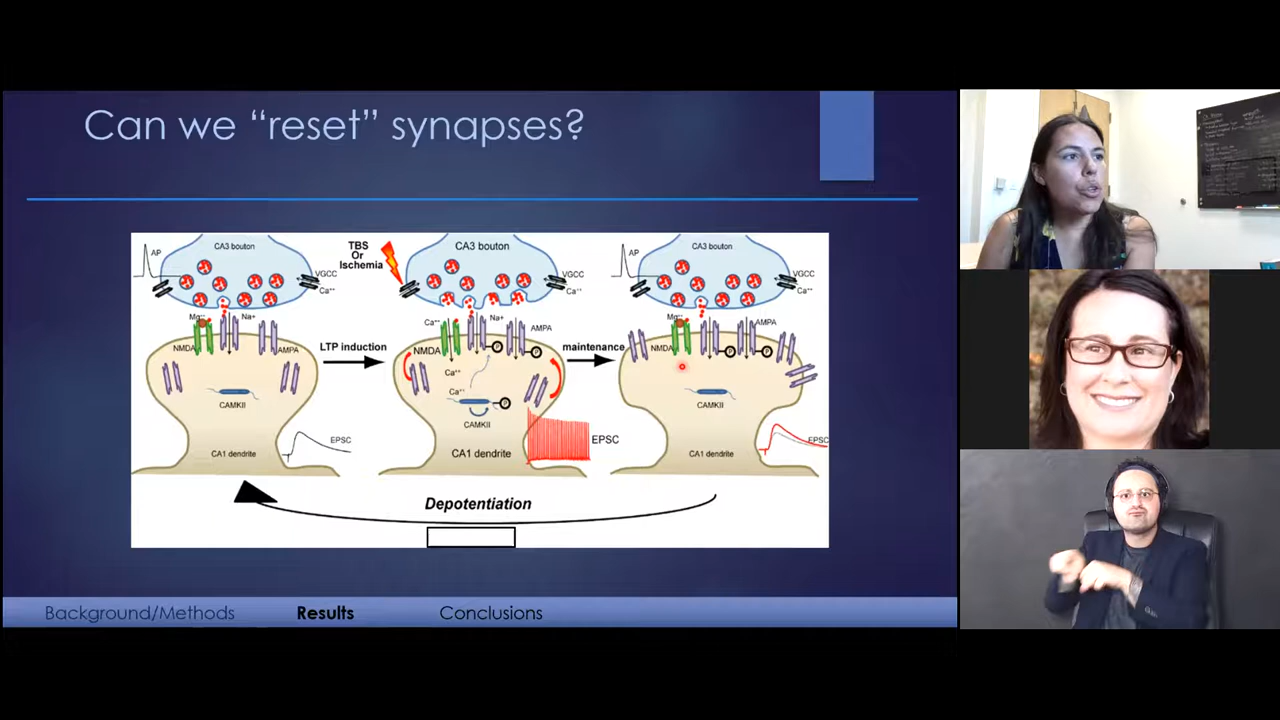 Can we “reset” synapses?
AP
CA3 bouton
VGCC
Ca⁺⁺
Mg⁺⁺
Na+
NMDA
AMPA
CAMKII
EPSC
CA1 dendrite
LTP induction
TBS
Or
Ischemia
CA3 bouton
VGCC
Ca⁺⁺
Ca⁺⁺
Na+
AMPA
NMDA
P
P
Ca⁺⁺
Ca⁺⁺
P
CAMKII
EPSC
CA1 dendrite
maintenance
AP
CA3 bouton
VGCC
Ca⁺⁺
Mg⁺⁺
AMPA
NMDA
P
P
CAMKII
EPSC
CA1 dendrite
Depotentiation
Background/Methods Results Conclusions